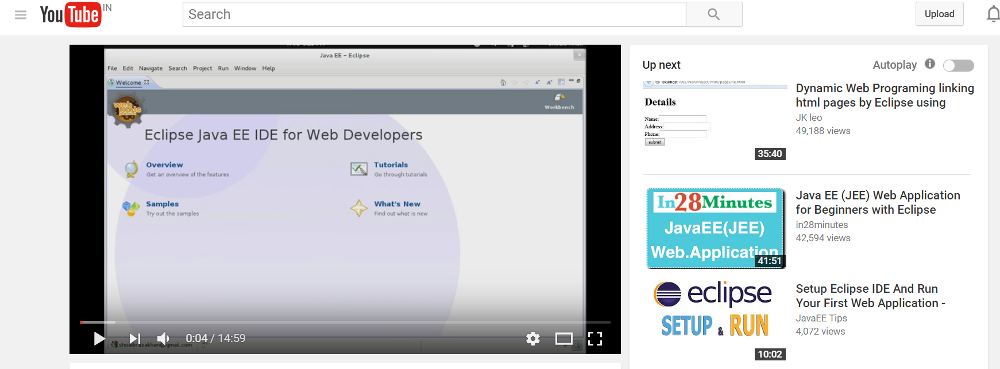 YouTube IN
Search
Upload
Java EE – Eclipse
File Edit Navigate Search Project Run Window Help
Welcome
web tools
Workbench
Eclipse Java EE IDE for Web Developers
Overview
Get an overview of the features
Tutorials
Go through tutorials
Samples
Try out the samples
What's New
Find out what is new
0:04 / 14:59
shoaibrazakhan@gmail.com
Up next
Autoplay
localhost:/001/NewProject/html/pageOne.html
Details
Name:
Address:
Phone:
submit
35:40
Dynamic Web Programing linking
html pages by Eclipse using
JK leo
49,188 views
In28Minutes
JavaEE(JEE)
Web.Application
41:51
Java EE (JEE) Web Application
for Beginners with Eclipse
in28minutes
42,594 views
eclipse
SETUP & RUN
10:02
Setup Eclipse IDE And Run
Your First Web Application -
JavaEE Tips
4,072 views